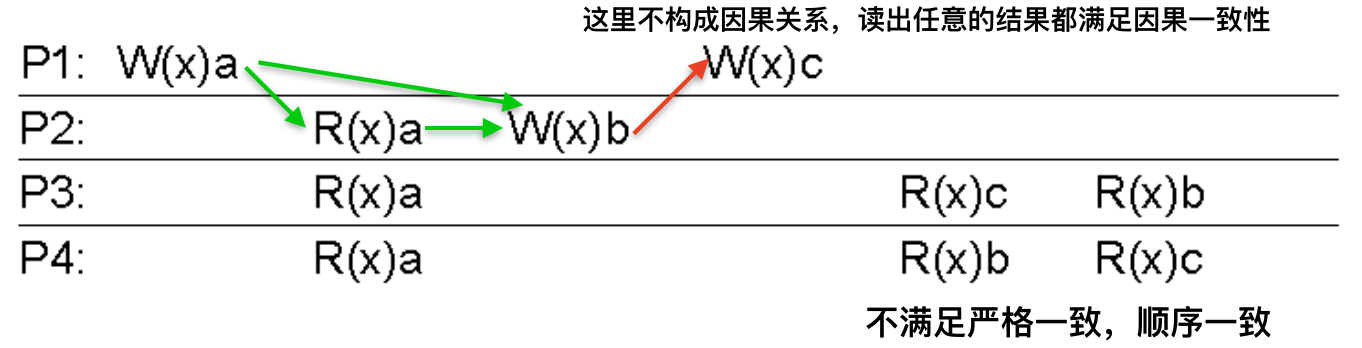 这里不构成因果关系，读出任意的结果都满足因果一致性
P1: W(x)a W(x)c
P2: R(x)a W(x)b
P3: R(x)a R(x)c R(x)b
P4: R(x)a R(x)b R(x)c
不满足严格一致，顺序一致